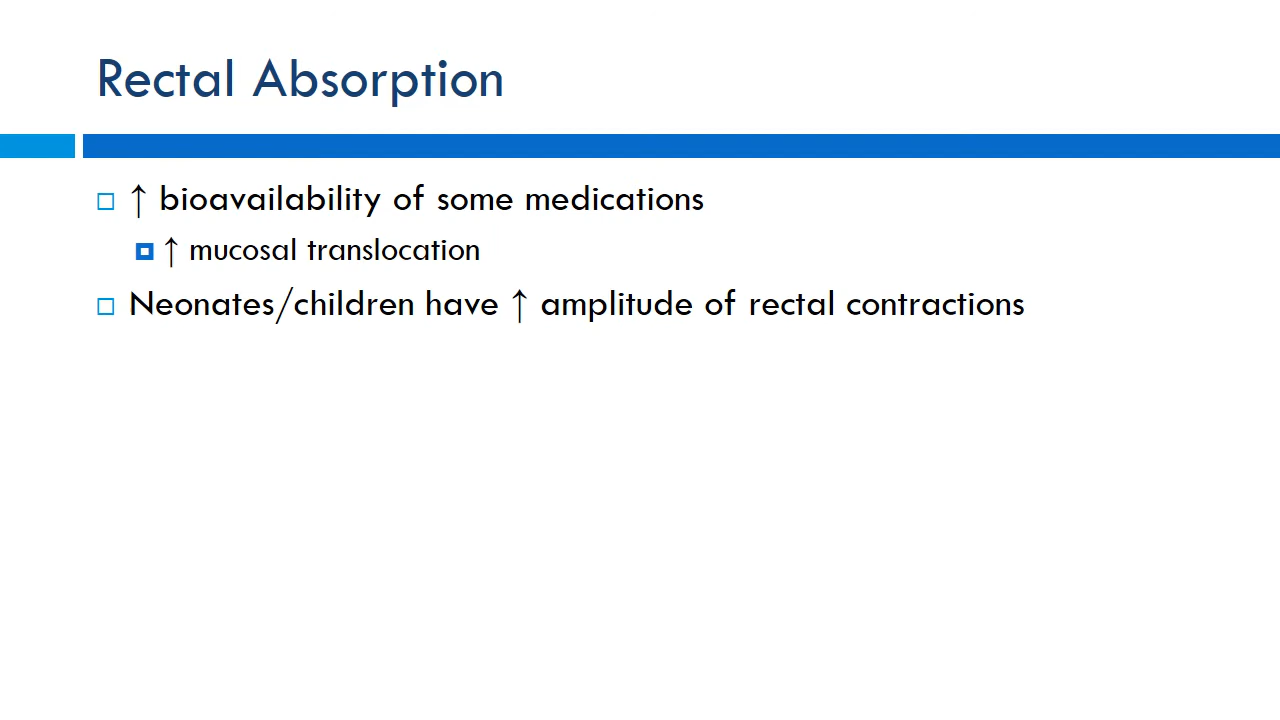 Rectal Absorption
↑ bioavailability of some medications
↑ mucosal translocation
Neonates/children have ↑ amplitude of rectal contractions